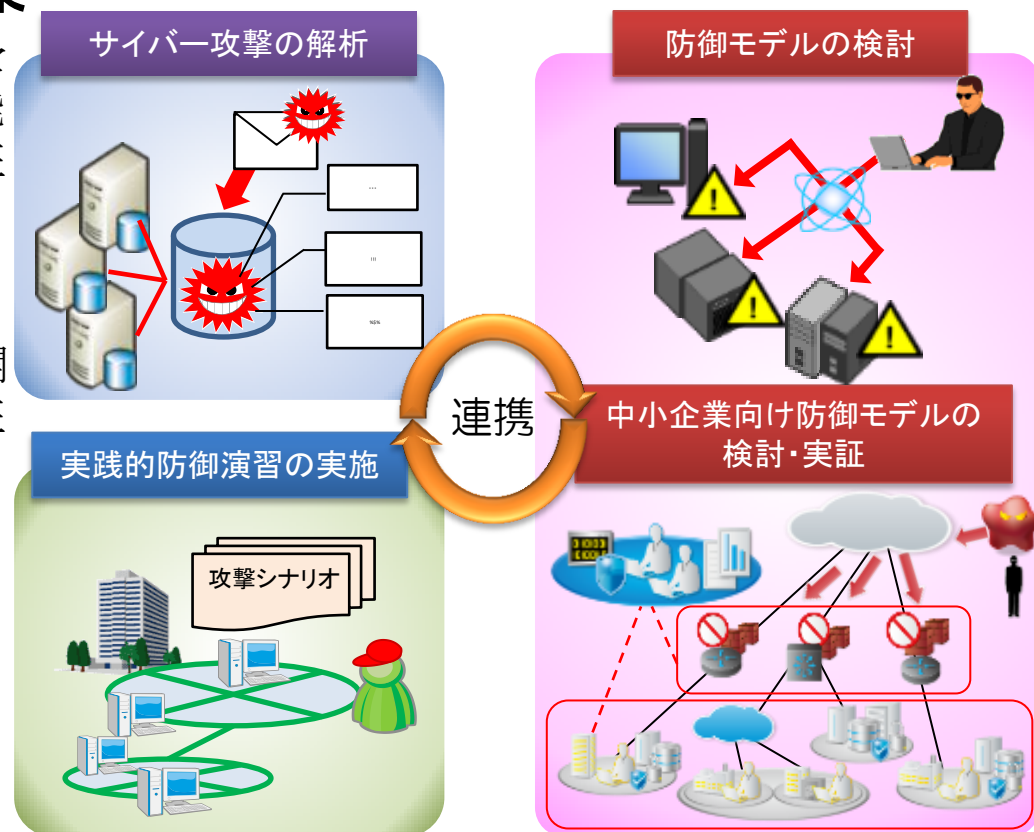 サイバー攻撃の解析
防御モデルの検討
...
!!!
%$%
連携
実践的防御演習の実施
中小企業向け防御モデルの
検討・実証
攻撃シナリオ